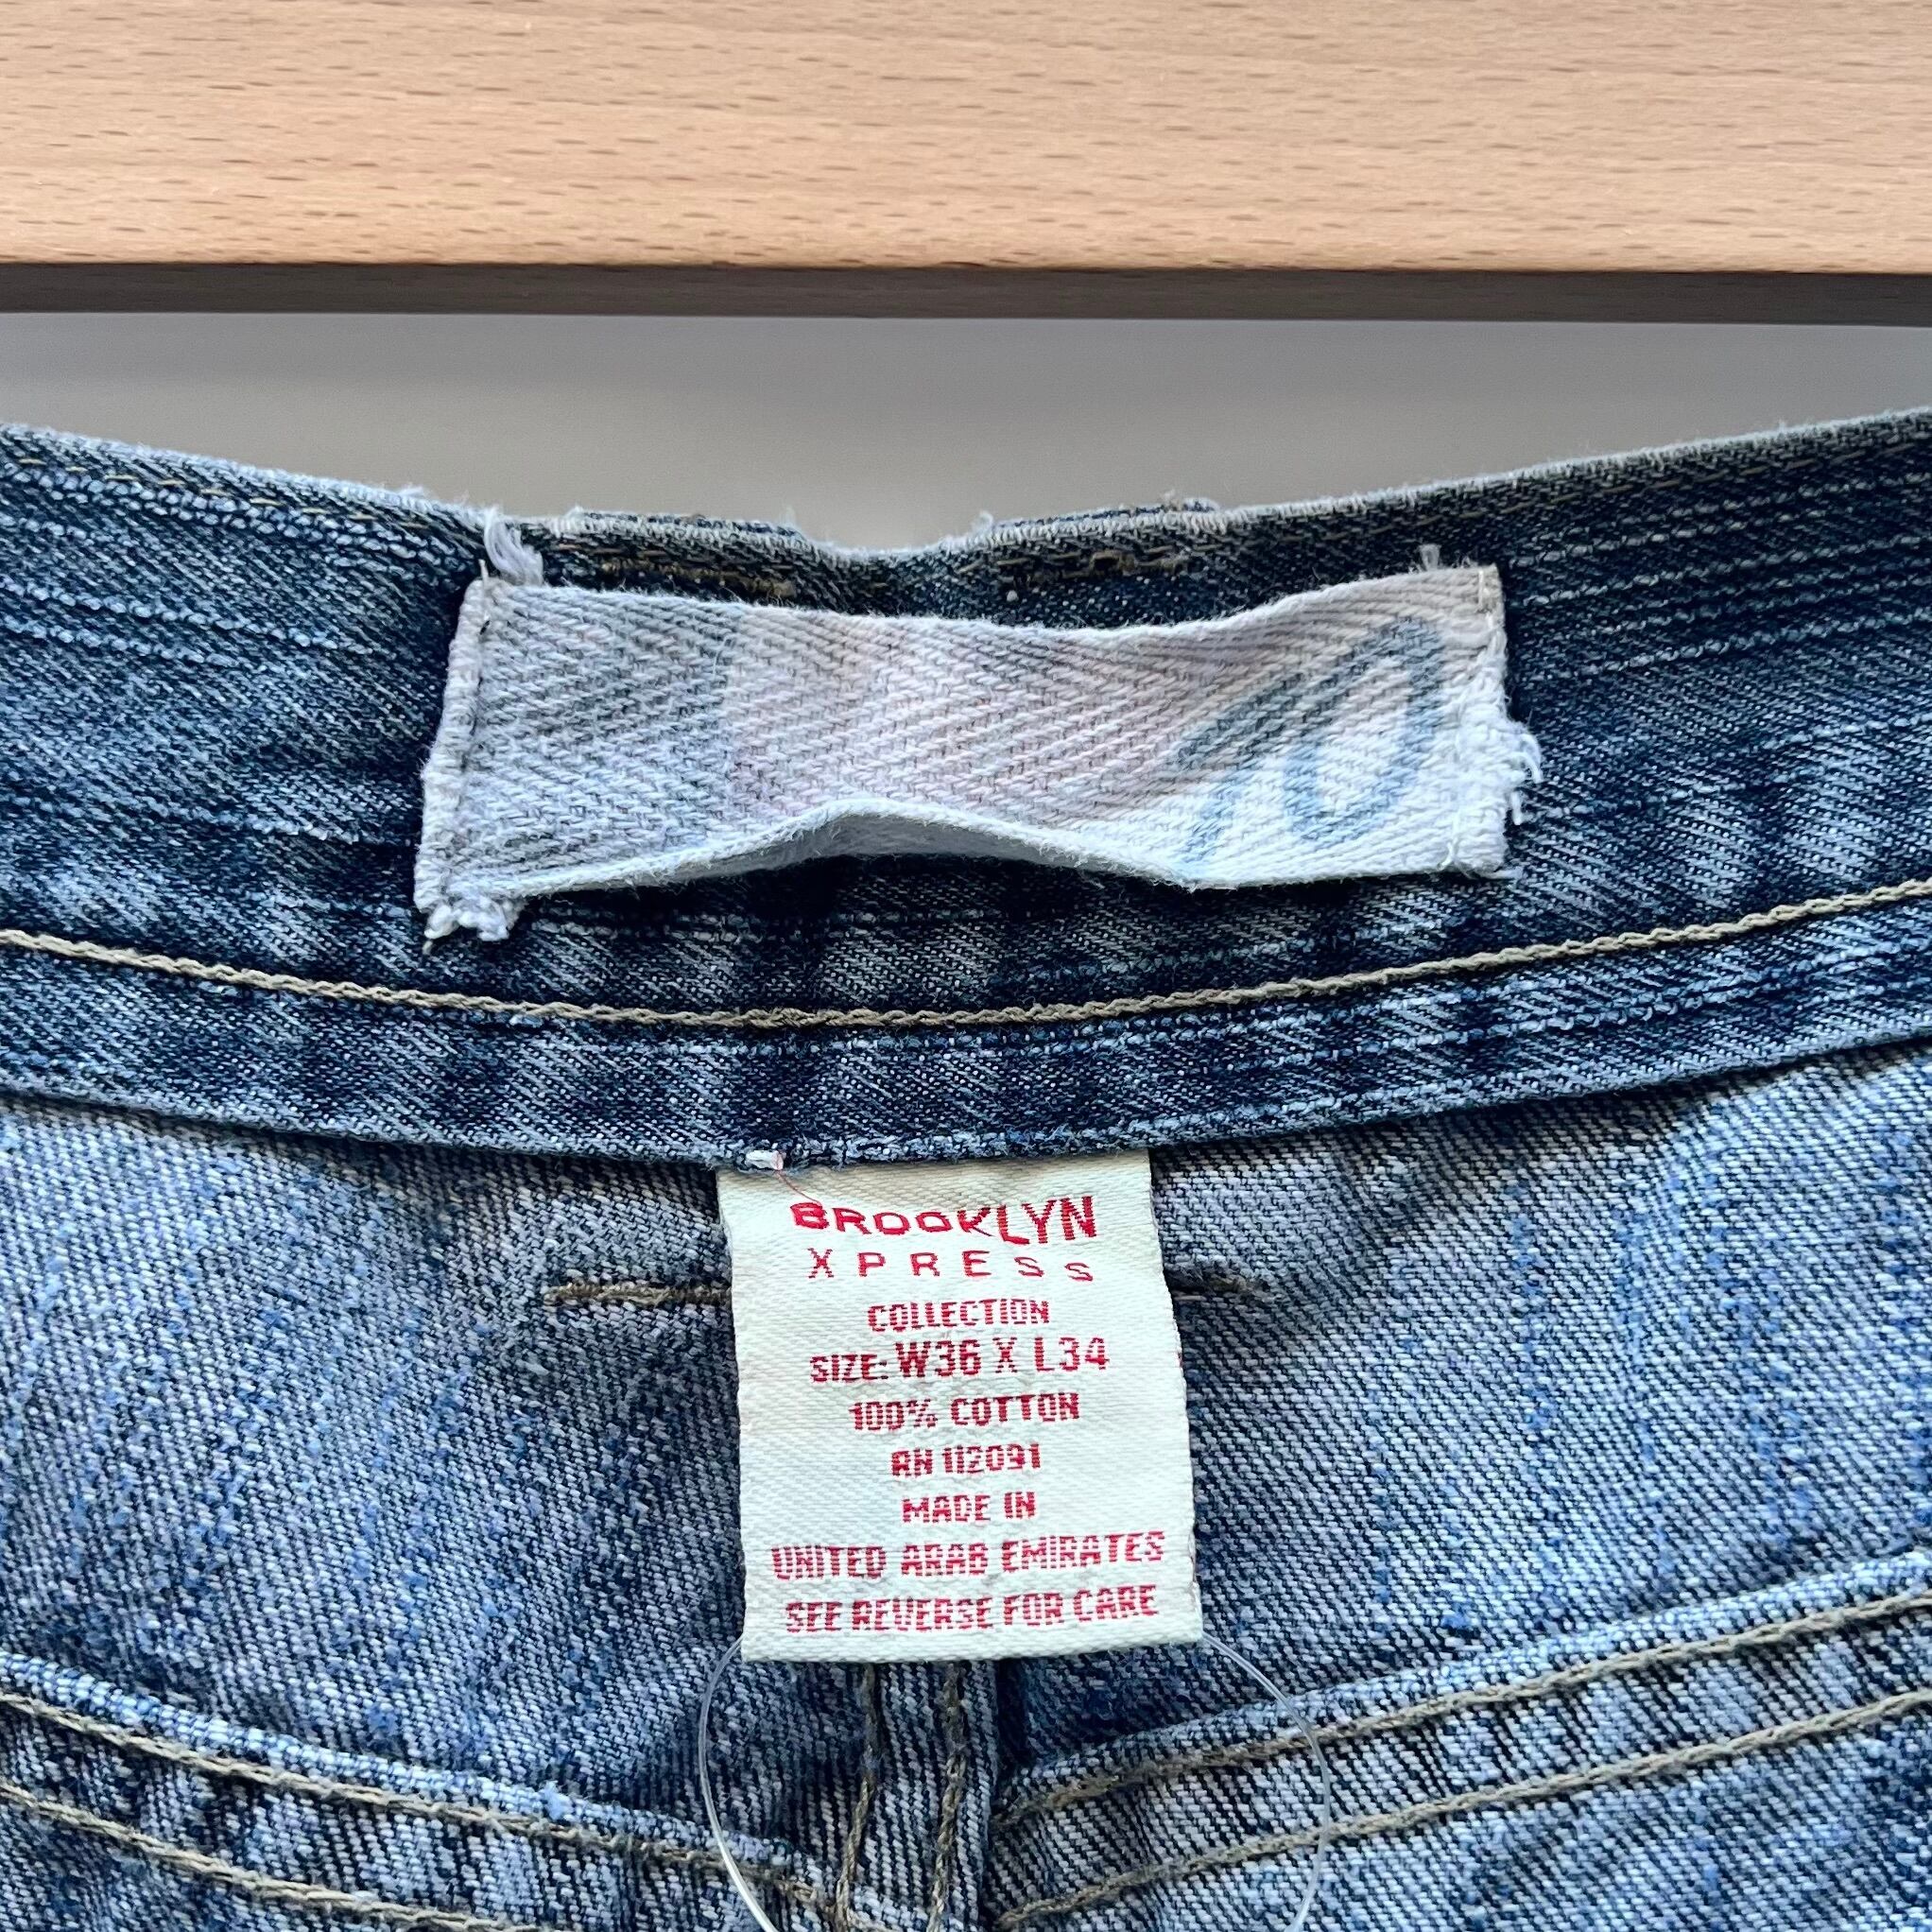 BROOKLYN
XPRESS
COLLECTION
SIZE: W36 X L34
100% COTTON
RN 112091
MADE IN
UNITED ARAB EMIRATES
SEE REVERSE FOR CARE